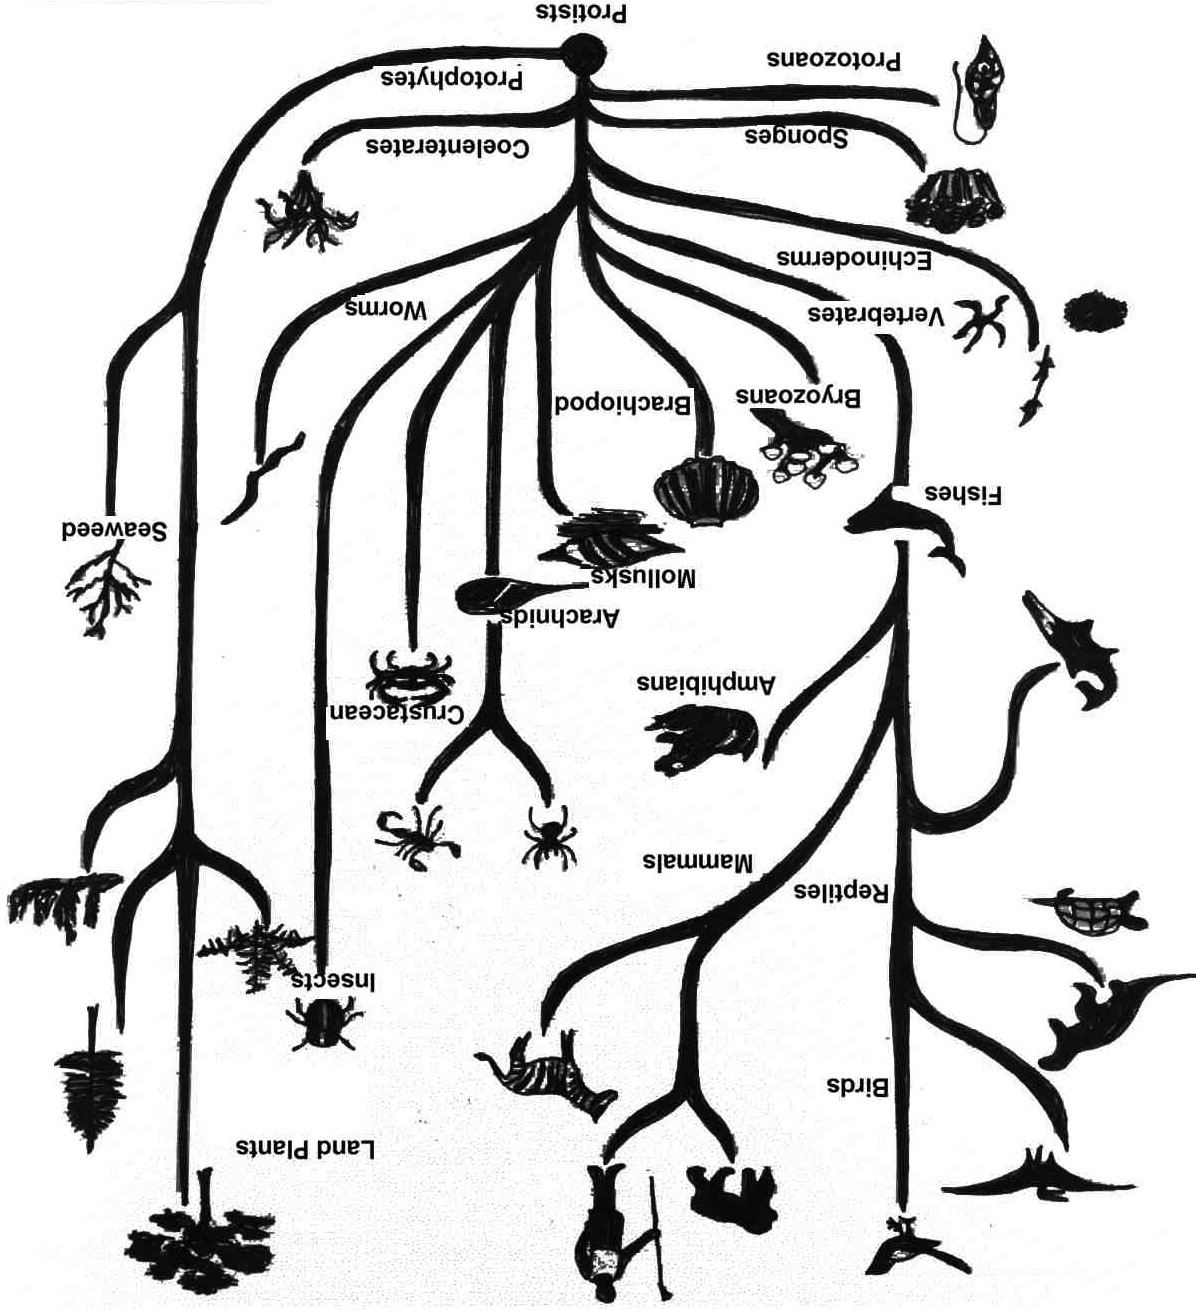 Land Plants
Birds
Insects
Reptiles
Mammals
Crustacean
Amphibians
Arachnids
Mollusks
Seaweed
Fishes
Bryozoans
Brachiopod
Vertebrates
Worms
Echinoderms
Coelenterates
Sponges
Protophytes
Protozoans
Protists